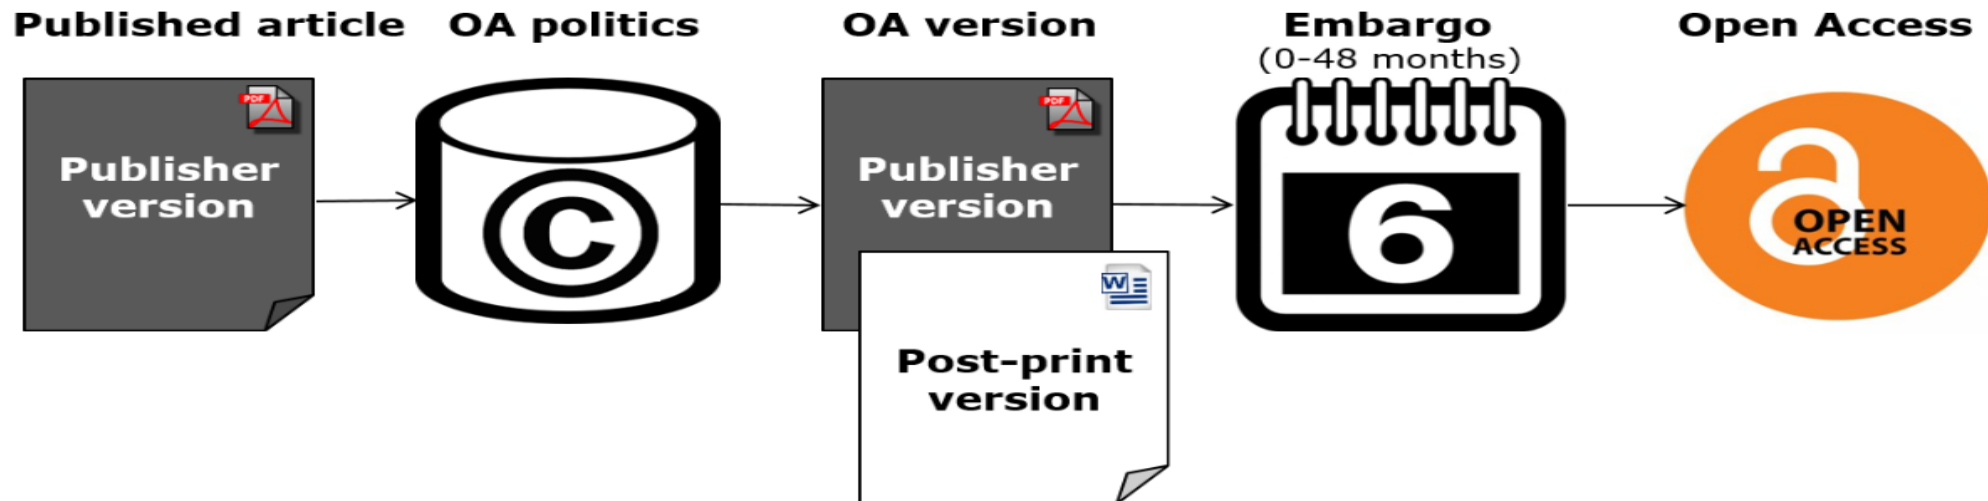 Published article
OA politics
OA version
Embargo
(0-48 months)
Open Access
PDF
Publisher
version
©
PDF
Publisher
version
W
Post-print
version
6
OPEN
ACCESS